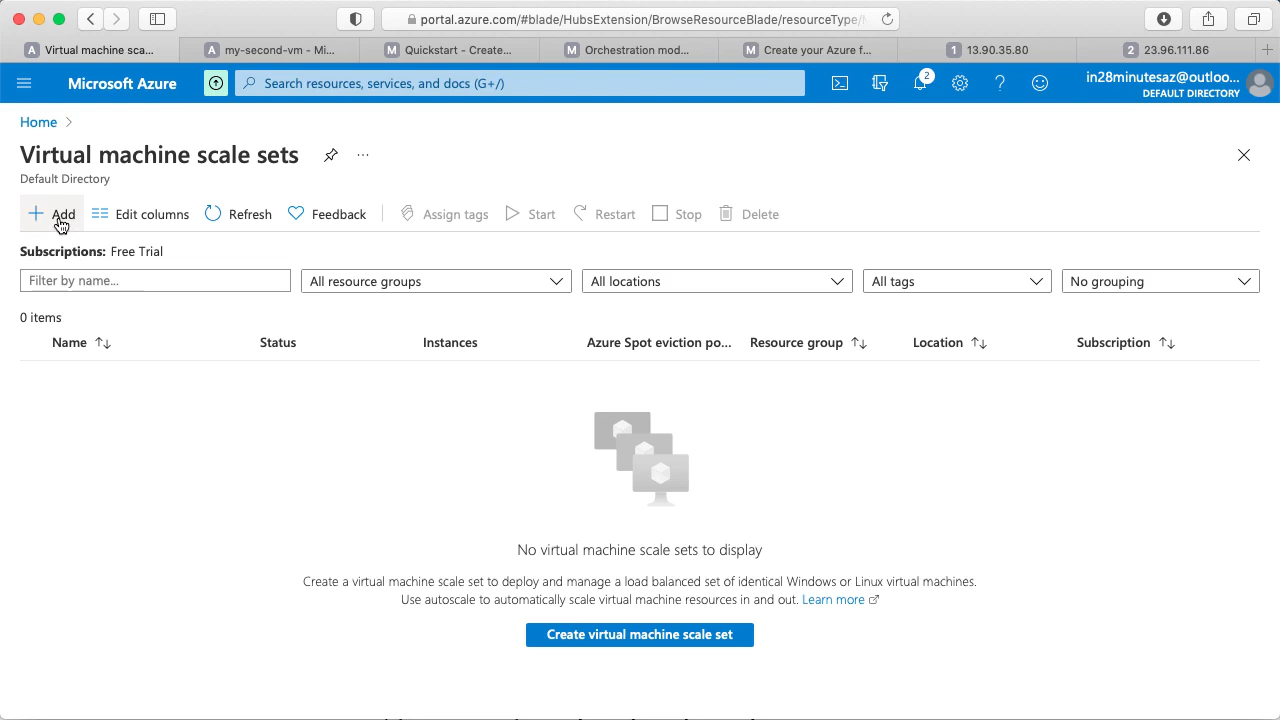 portal.azure.com/#blade/HubsExtension/BrowseResourceBlade/resourceType/
A Virtual machine sca... A my-second-vm - Mi... M Quickstart - Create... M Orchestration mod... M Create your Azure f... 1 13.90.35.80 2 23.96.111.86
Microsoft Azure Search resources, services, and docs (G+/) 2 in28minutesaz@outloo...
DEFAULT DIRECTORY
Home
Virtual machine scale sets
Default Directory
Add Edit columns Refresh Feedback Assign tags Start Restart Stop Delete
Subscriptions: Free Trial
Filter by name... All resource groups All locations All tags No grouping
0 items
Name Status Instances Azure Spot eviction po... Resource group Location Subscription
No virtual machine scale sets to display
Create a virtual machine scale set to deploy and manage a load balanced set of identical Windows or Linux virtual machines.
Use autoscale to automatically scale virtual machine resources in and out. Learn more
Create virtual machine scale set